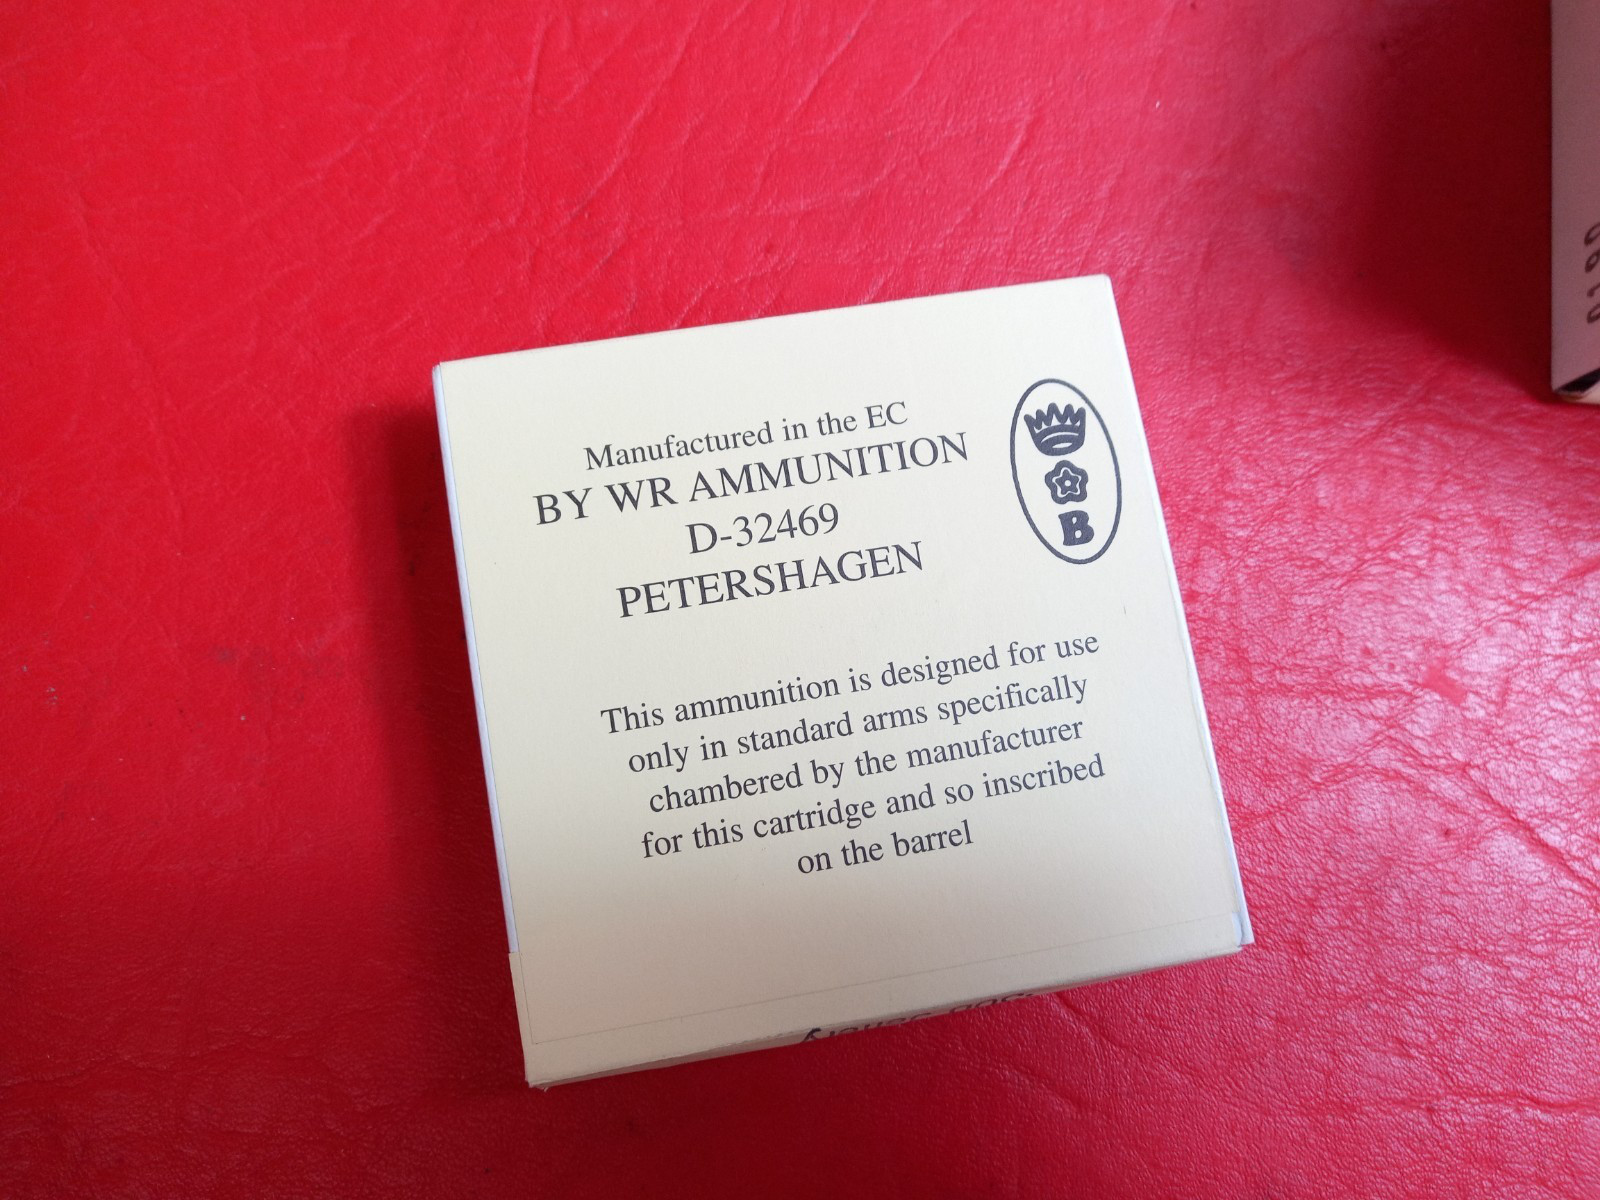 Manufactured in the EC
BY WR AMMUNITION
D-32469
PETERSHAGEN
B
This ammunition is designed for use
only in standard arms specifically
chambered by the manufacturer
for this cartridge and so inscribed
on the barrel